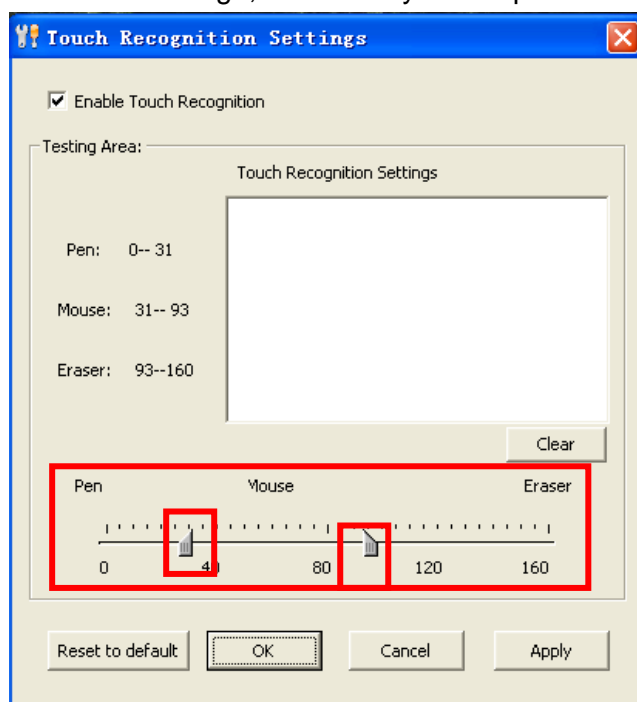 Touch Recognition Settings
Enable Touch Recognition
Testing Area:
Touch Recognition Settings
Pen: 0-- 31
Mouse: 31-- 93
Eraser: 93--160
Clear
Pen Mouse Eraser
0 40 80 120 160
Reset to default OK Cancel Apply